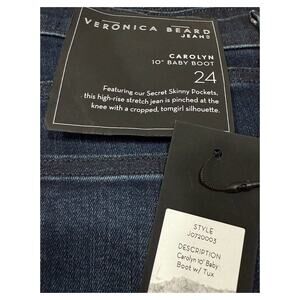 VERONICA BEARD
JEANS
CAROLYN
10" BABY BOOT
24
Featuring our Secret Skinny Pockets,
this high-rise stretch jean is pinched at the
knee with a cropped, tomgirl silhouette.
STYLE
J0720003
DESCRIPTION
Carolyn 10" Baby
Boot w/ Tux